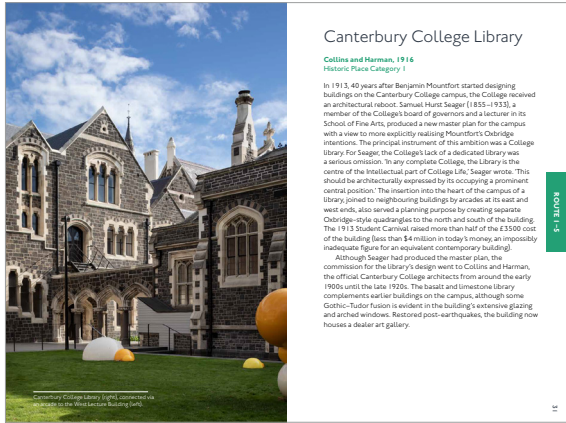 Canterbury College Library
Collins and Harman, 1916
Historic Place Category 1
In 1913, 40 years after Benjamin Mountfort started designing
buildings on the Canterbury College campus, the College received
an architectural reboot. Samuel Hurst Seager (1855–1933), a
member of the College's board of governors and a lecturer in its
School of Fine Arts, produced a new master plan for the campus
with a view to more explicitly realising Mountfort's Oxbridge
intentions. The principal instrument of this ambition was a College
library. For Seager, the College's lack of a dedicated library was
a serious omission. 'In any complete College, the Library is the
centre of the Intellectual part of College Life,' Seager wrote. 'This
should be architecturally expressed by its occupying a prominent
central position.' The insertion into the heart of the campus of a
library, joined to neighbouring buildings by arcades at its east and
west ends, also served a planning purpose by creating separate
Oxbridge-style quadrangles to the north and south of the building.
The 1913 Student Carnival raised more than half of the £3500 cost
of the building (less than $4 million in today's money, an impossibly
inadequate figure for an equivalent contemporary building).
Although Seager had produced the master plan, the
commission for the library's design went to Collins and Harman,
the official Canterbury College architects from around the early
1900s until the late 1920s. The basalt and limestone library
complements earlier buildings on the campus, although some
Gothic–Tudor fusion is evident in the building's extensive glazing
and arched windows. Restored post-earthquakes, the building now
houses a dealer art gallery.
ROUTE 1–5
Canterbury College Library (right), connected via
an arcade to the West Lecture Building (left).